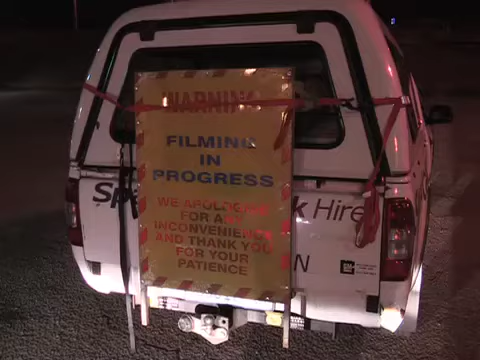 WARNING
FILMING
IN
PROGRESS
WE APOLOGISE
FOR ANY
INCONVENIENCE
AND THANK YOU
FOR YOUR
PATIENCE
Hire